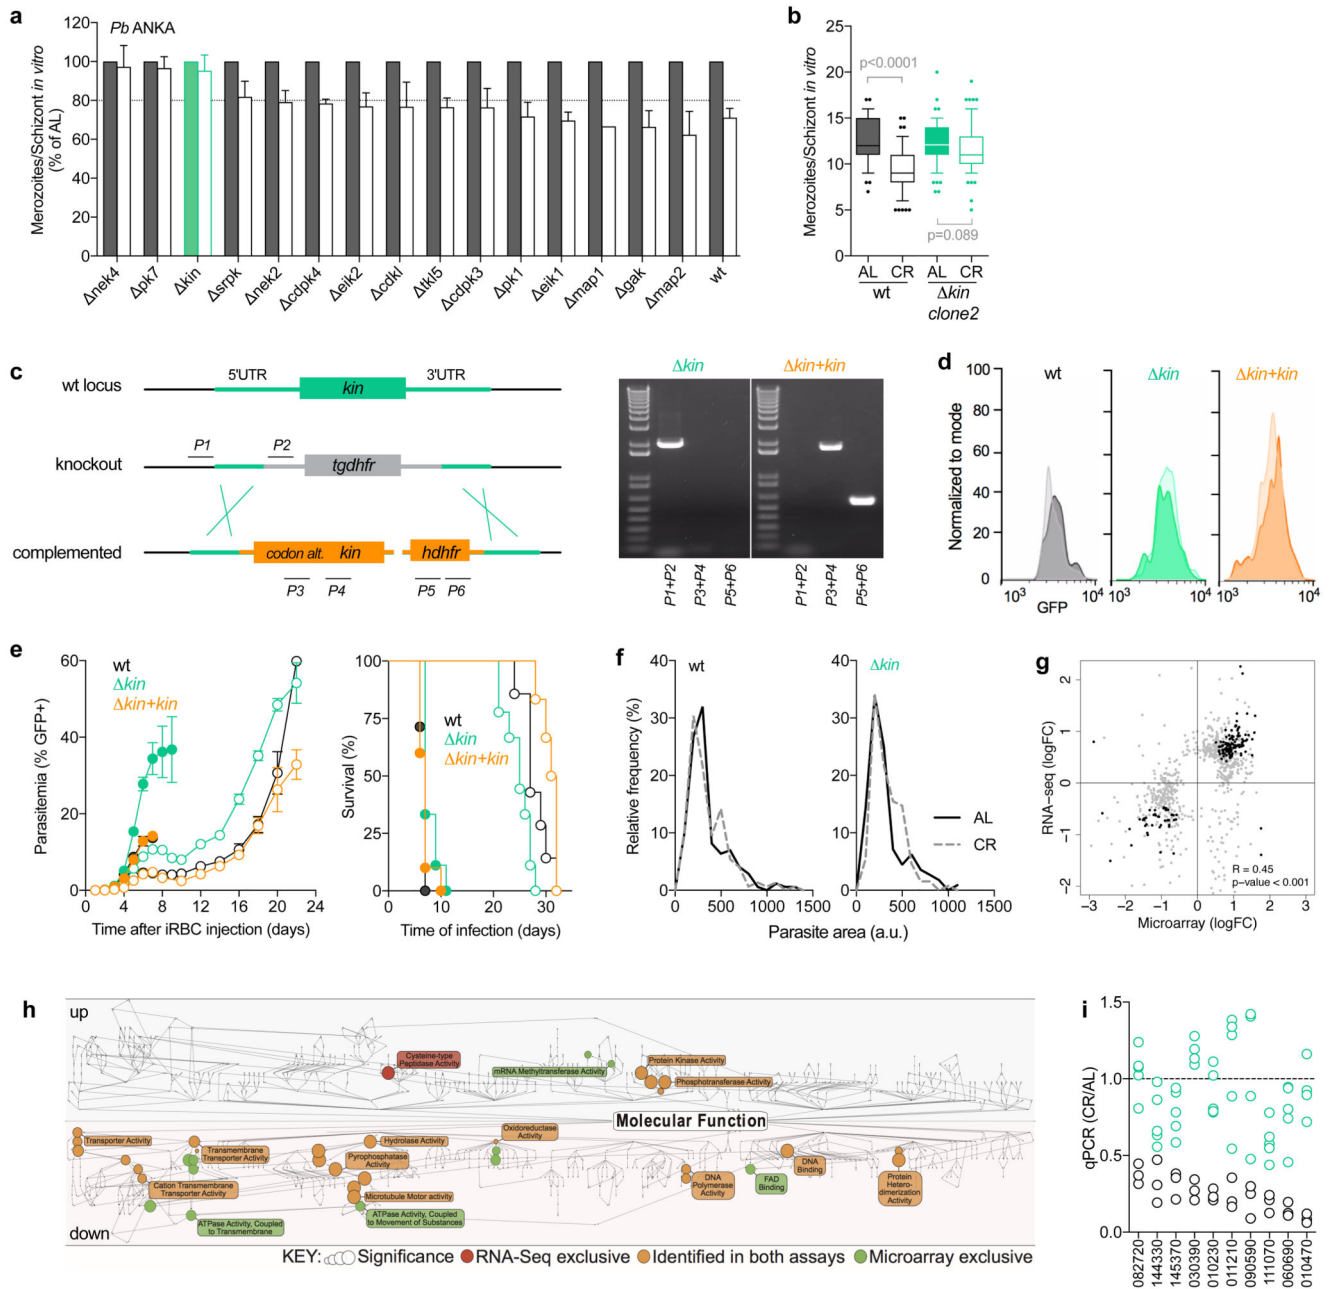 a
Pb ANKA
Merozoites/Schizont in vitro
(% of AL)
120
100
80
60
40
20
0
Δnek4
Δpk7
Δkin
Δsrpk
Δnek2
Δcdpk4
Δeik2
Δcdkl
Δtkl5
Δcdpk3
Δpk1
Δeik1
Δmap1
Δgak
Δmap2
wt
b
Merozoites/Schizont in vitro
25
20
15
10
5
0
p<0.0001
p=0.089
AL CR AL CR
wt Δkin
clone2
c
wt locus
5'UTR kin 3'UTR
knockout
P1 P2 tgdhfr
complemented
codon alt. kin hdhfr
P3 P4 P5 P6
Δkin Δkin+kin
P1+P2
P3+P4
P5+P6
P1+P2
P3+P4
P5+P6
d
wt Δkin Δkin+kin
Normalized to mode
100
80
60
40
20
0
10³ 10⁴ 10³ 10⁴ 10³ 10⁴
GFP
e
Parasitemia (% GFP+)
60
40
20
0
wt
Δkin
Δkin+kin
0 4 8 12 16 20 24
Time after iRBC injection (days)
Survival (%)
100
75
50
25
0
wt
Δkin
Δkin+kin
0 10 20 30
Time of infection (days)
f
wt Δkin
Relative frequency (%)
40
30
20
10
0
40
30
20
10
0
AL
CR
0 500 1000 1500 0 500 1000 1500
Parasite area (a.u.)
g
RNA-seq (logFC)
2
1
0
-1
-2
R = 0.45
p-value < 0.001
−3 −2 −1 0 1 2 3
Microarray (logFC)
h
up
Cysteine-type
Peptidase Activity
mRNA Methyltransferase Activity
Protein Kinase Activity
Phosphotransferase Activity
Molecular Function
Transporter Activity
Transmembrane
Transporter Activity
Hydrolase Activity
Oxidoreductase
Activity
Pyrophosphatase
Activity
Cation Transmembrane
Transporter Activity
Microtubule Motor activity
ATPase Activity, Coupled
to Transmembrane
ATPase Activity, Coupled
to Movement of Substances
DNA
Polymerase
Activity
FAD
Binding
DNA
Binding
Protein
Hetero-
dimerization
Activity
down
KEY: Significance RNA-Seq exclusive Identified in both assays Microarray exclusive
i
qPCR (CR/AL)
1.5
1.0
0.5
0.0
082720
144330
145370
030390
010230
011210
090590
111070
060690
010470